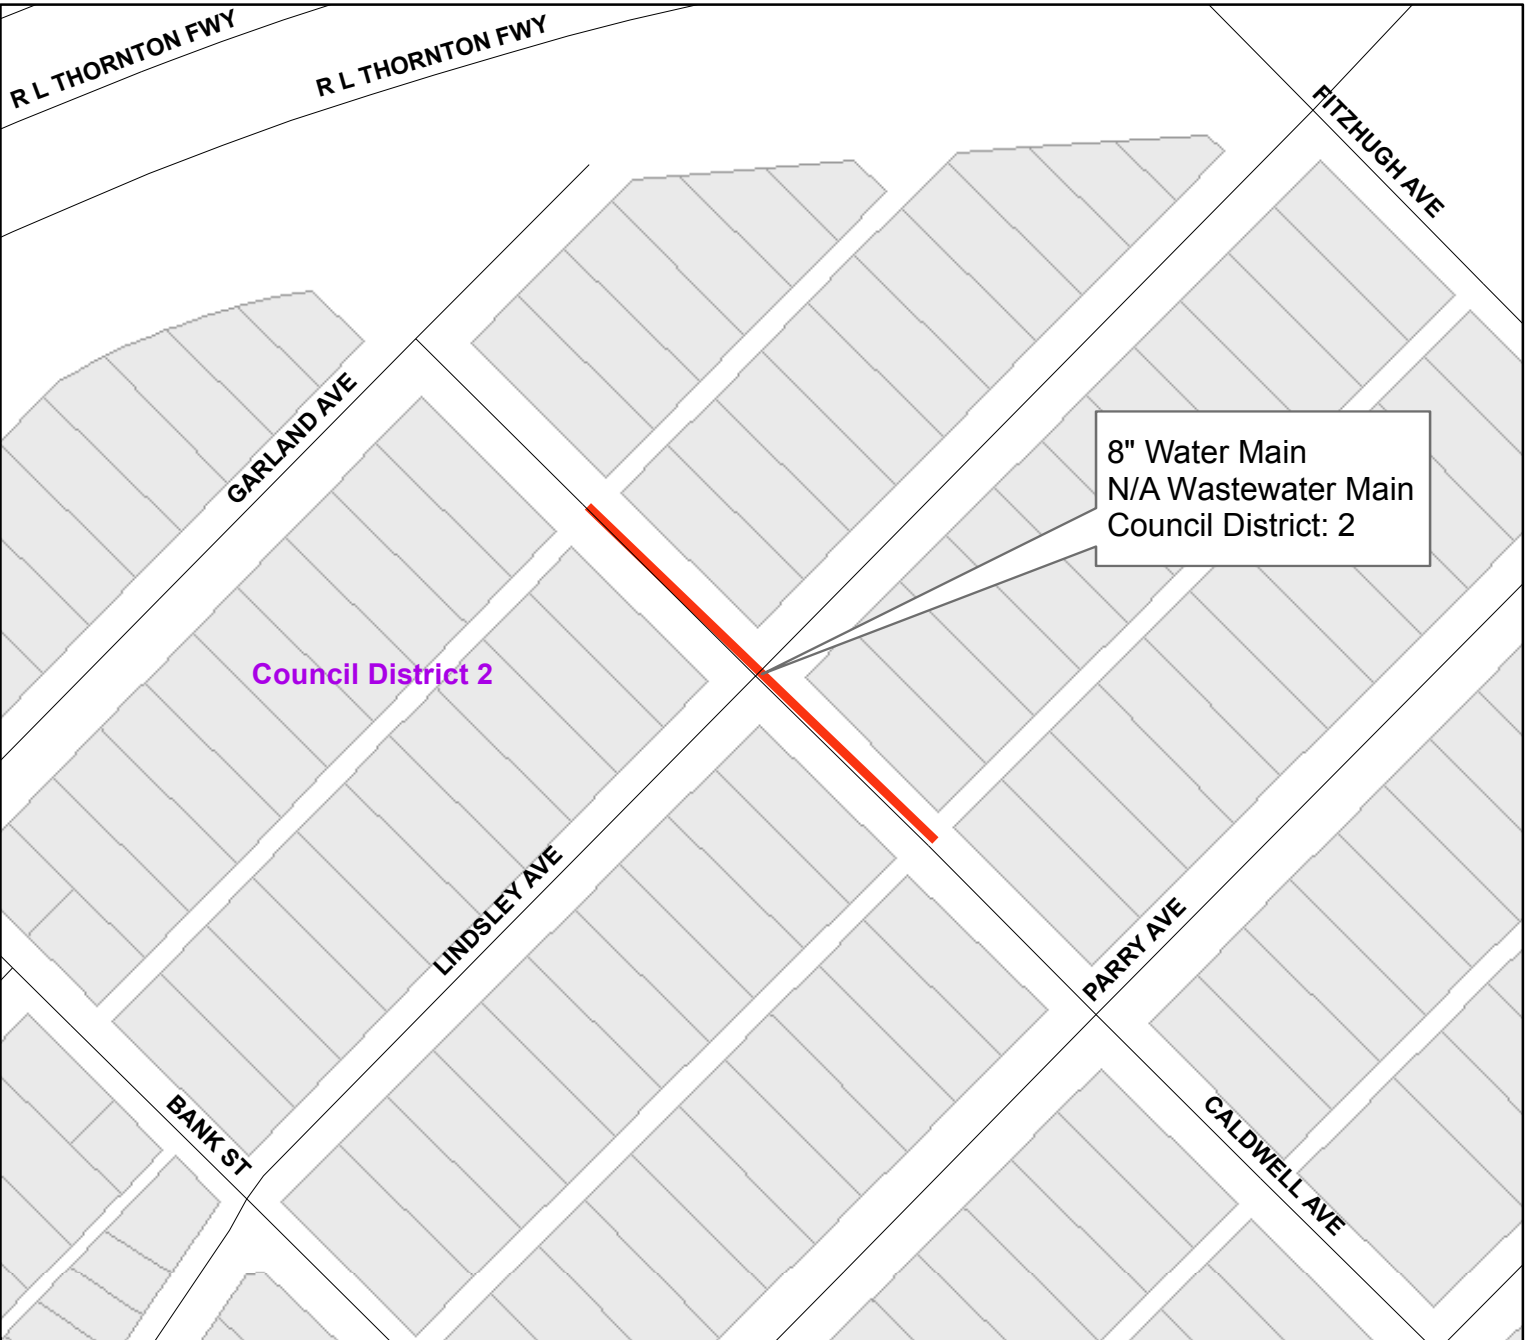 R L THORNTON FWY
R L THORNTON FWY
FITZHUGH AVE
GARLAND AVE
8" Water Main
N/A Wastewater Main
Council District: 2
Council District 2
LINDSLEY AVE
PARRY AVE
BANK ST
CALDWELL AVE